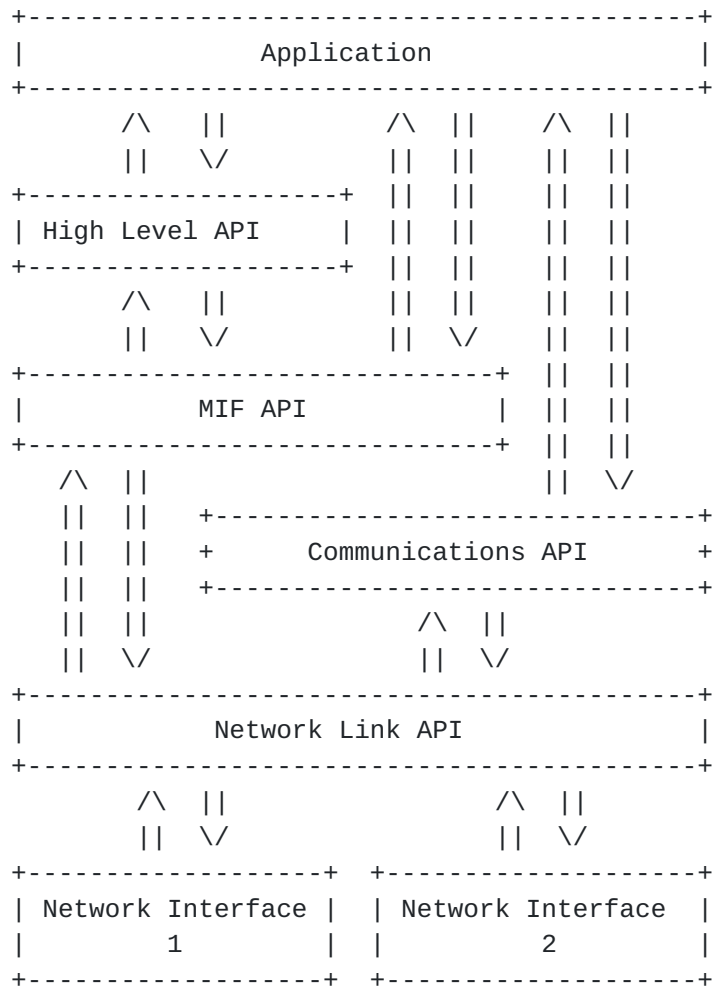 Application
High Level API
MIF API
Communications API
Network Link API
Network Interface
1
Network Interface
2